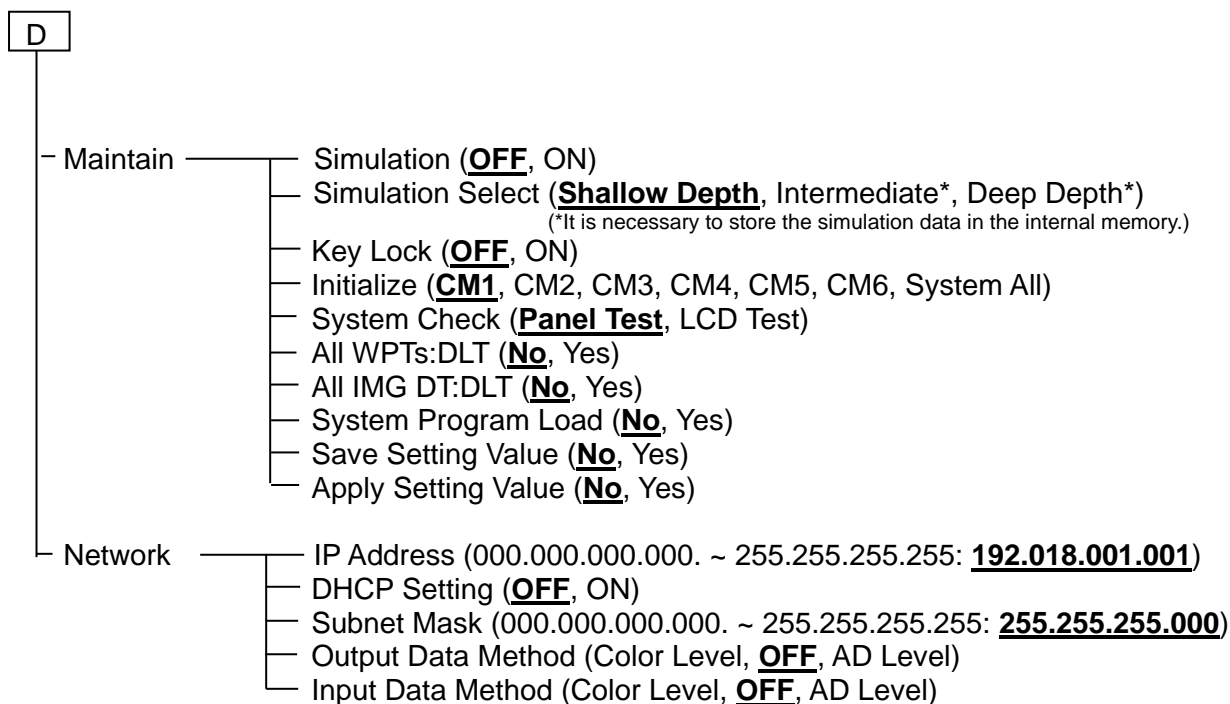 D
Maintain
Simulation (OFF, ON)
Simulation Select (Shallow Depth, Intermediate*, Deep Depth*)
(*It is necessary to store the simulation data in the internal memory.)
Key Lock (OFF, ON)
Initialize (CM1, CM2, CM3, CM4, CM5, CM6, System All)
System Check (Panel Test, LCD Test)
All WPTs:DLT (No, Yes)
All IMG DT:DLT (No, Yes)
System Program Load (No, Yes)
Save Setting Value (No, Yes)
Apply Setting Value (No, Yes)
Network
IP Address (000.000.000.000. ~ 255.255.255.255: 192.018.001.001)
DHCP Setting (OFF, ON)
Subnet Mask (000.000.000.000. ~ 255.255.255.255: 255.255.255.000)
Output Data Method (Color Level, OFF, AD Level)
Input Data Method (Color Level, OFF, AD Level)